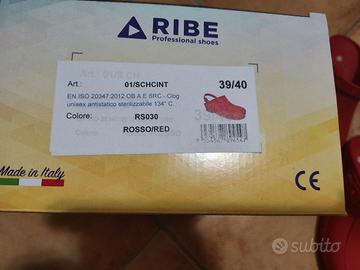 RIBE
Professional shoes
Art.: 01/SCHCINT 39/40
EN ISO 20347:2012 OB A E SRC - Clog
unisex antistatico sterilizzabile 134° C.
Colore: RS030
ROSSO/RED
Made in Italy
CE
subito